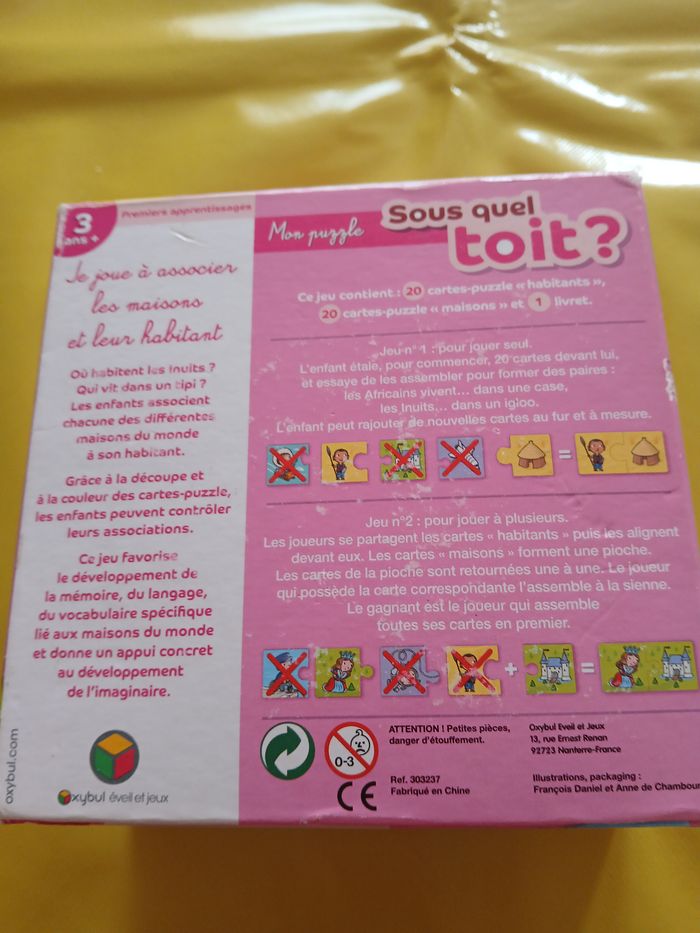 3
ans +
Premiers apprentissages
Je joue à associer
les maisons
et leur habitant
Où habitent les Inuits ?
Qui vit dans un tipi ?
Les enfants associent
chacune des différentes
maisons du monde
à son habitant.
Grâce à la découpe et
à la couleur des cartes-puzzle,
les enfants peuvent contrôler
leurs associations.
Ce jeu favorise
le développement de
la mémoire, du langage,
du vocabulaire spécifique
lié aux maisons du monde
et donne un appui concret
au développement
de l'imaginaire.
oxybul éveil et jeux
oxybul.com
Mon puzzle
Sous quel
toit ?
Ce jeu contient : 20 cartes-puzzle « habitants »,
20 cartes-puzzle « maisons » et 1 livret.
Jeu n° 1 : pour jouer seul.
L'enfant étale, pour commencer, 20 cartes devant lui,
et essaye de les assembler pour former des paires :
les Africains vivent... dans une case,
les Inuits... dans un igloo.
L'enfant peut rajouter de nouvelles cartes au fur et à mesure.
=
Jeu n°2 : pour jouer à plusieurs.
Les joueurs se partagent les cartes « habitants » puis les alignent
devant eux. Les cartes « maisons » forment une pioche.
Les cartes de la pioche sont retournées une à une. Le joueur
qui possède la carte correspondante l'assemble à la sienne.
Le gagnant est le joueur qui assemble
toutes ses cartes en premier.
+ =
0-3
ATTENTION ! Petites pièces,
danger d'étouffement.
CE
Ref. 303237
Fabriqué en Chine
Oxybul Eveil et Jeux
13, rue Ernest Renan
92723 Nanterre-France
Illustrations, packaging :
François Daniel et Anne de Chambour